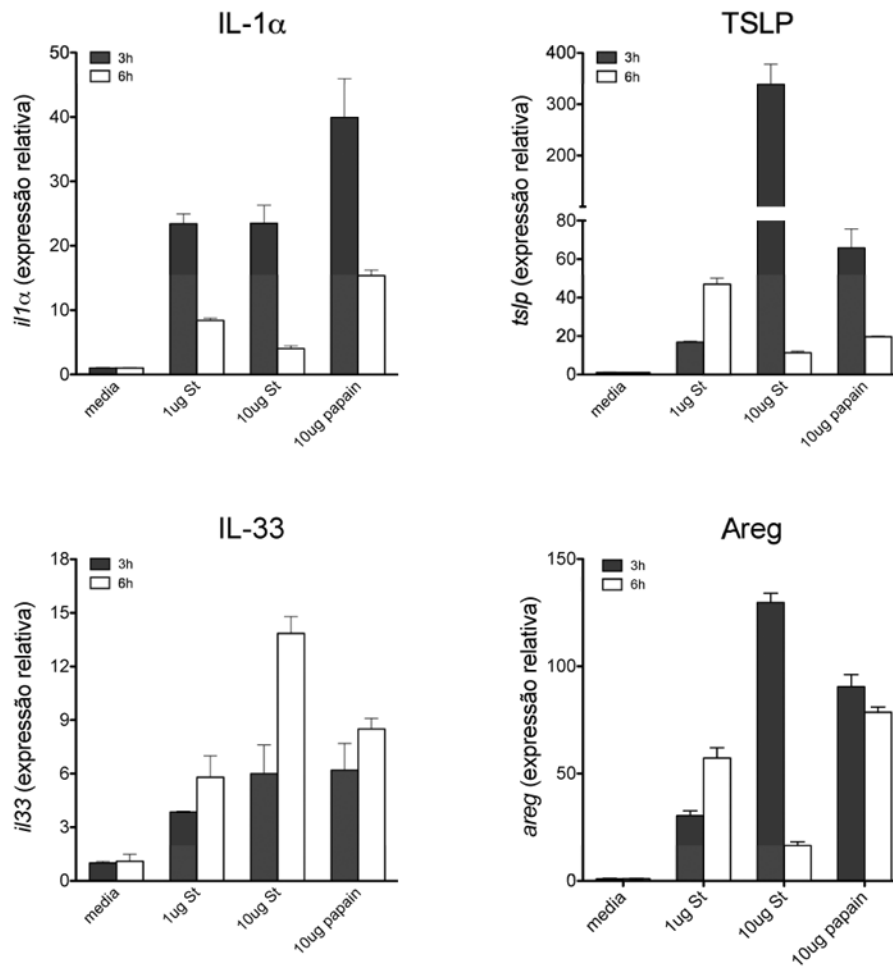 IL-1α
3h
6h
il1α (expressão relativa)
50
40
30
20
10
0
media
1ug St
10ug St
10ug papain
TSLP
3h
6h
tslp (expressão relativa)
400
300
200
80
60
40
20
0
media
1ug St
10ug St
10ug papain
IL-33
3h
6h
il33 (expressão relativa)
18
15
12
9
6
3
0
media
1ug St
10ug St
10ug papain
Areg
3h
6h
areg (expressão relativa)
150
100
50
0
media
1ug St
10ug St
10ug papain